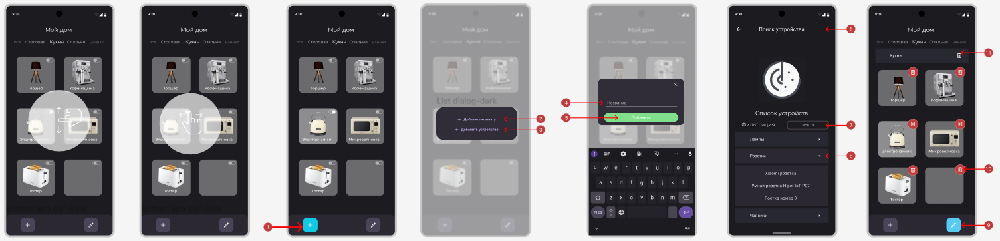 9:30
Мой дом
Все Столовая Кухня Спальня Ванная
Торшер Кофемашина
Электрочайник Микроволновка
Тостер
9:30
Мой дом
Все Столовая Кухня Спальня Ванная
Торшер Кофемашина
Электрочайник Микроволновка
Тостер
9:30
Мой дом
Все Столовая Кухня Спальня Ванная
Торшер Кофемашина
Электрочайник Микроволновка
Тостер
1
9:30
Мой дом
Все Столовая Кухня Спальня Ванная
Торшер Кофемашина
List dialog-dark
+ Добавить комнату 2
+ Добавить устройство 3
Тостер
Мой дом
4 Название
5 Добавить
GIF
q w e r t y u i o p
a s d f g h j k l
z x c v b n m
?123 , .
9:30
Поиск устройства 6
Список устройств
Фильтрация Все 7
Лампы
Розетки 8
Xiaomi розетка
Умная розетка Hiper IoT P07
Роетка номер 3
Чайники
9:30
Мой дом
Все Столовая Кухня Спальня Ванная
Кухня 11
Торшер Кофемашина
Электрочайник Микроволновка
10
Тостер
9